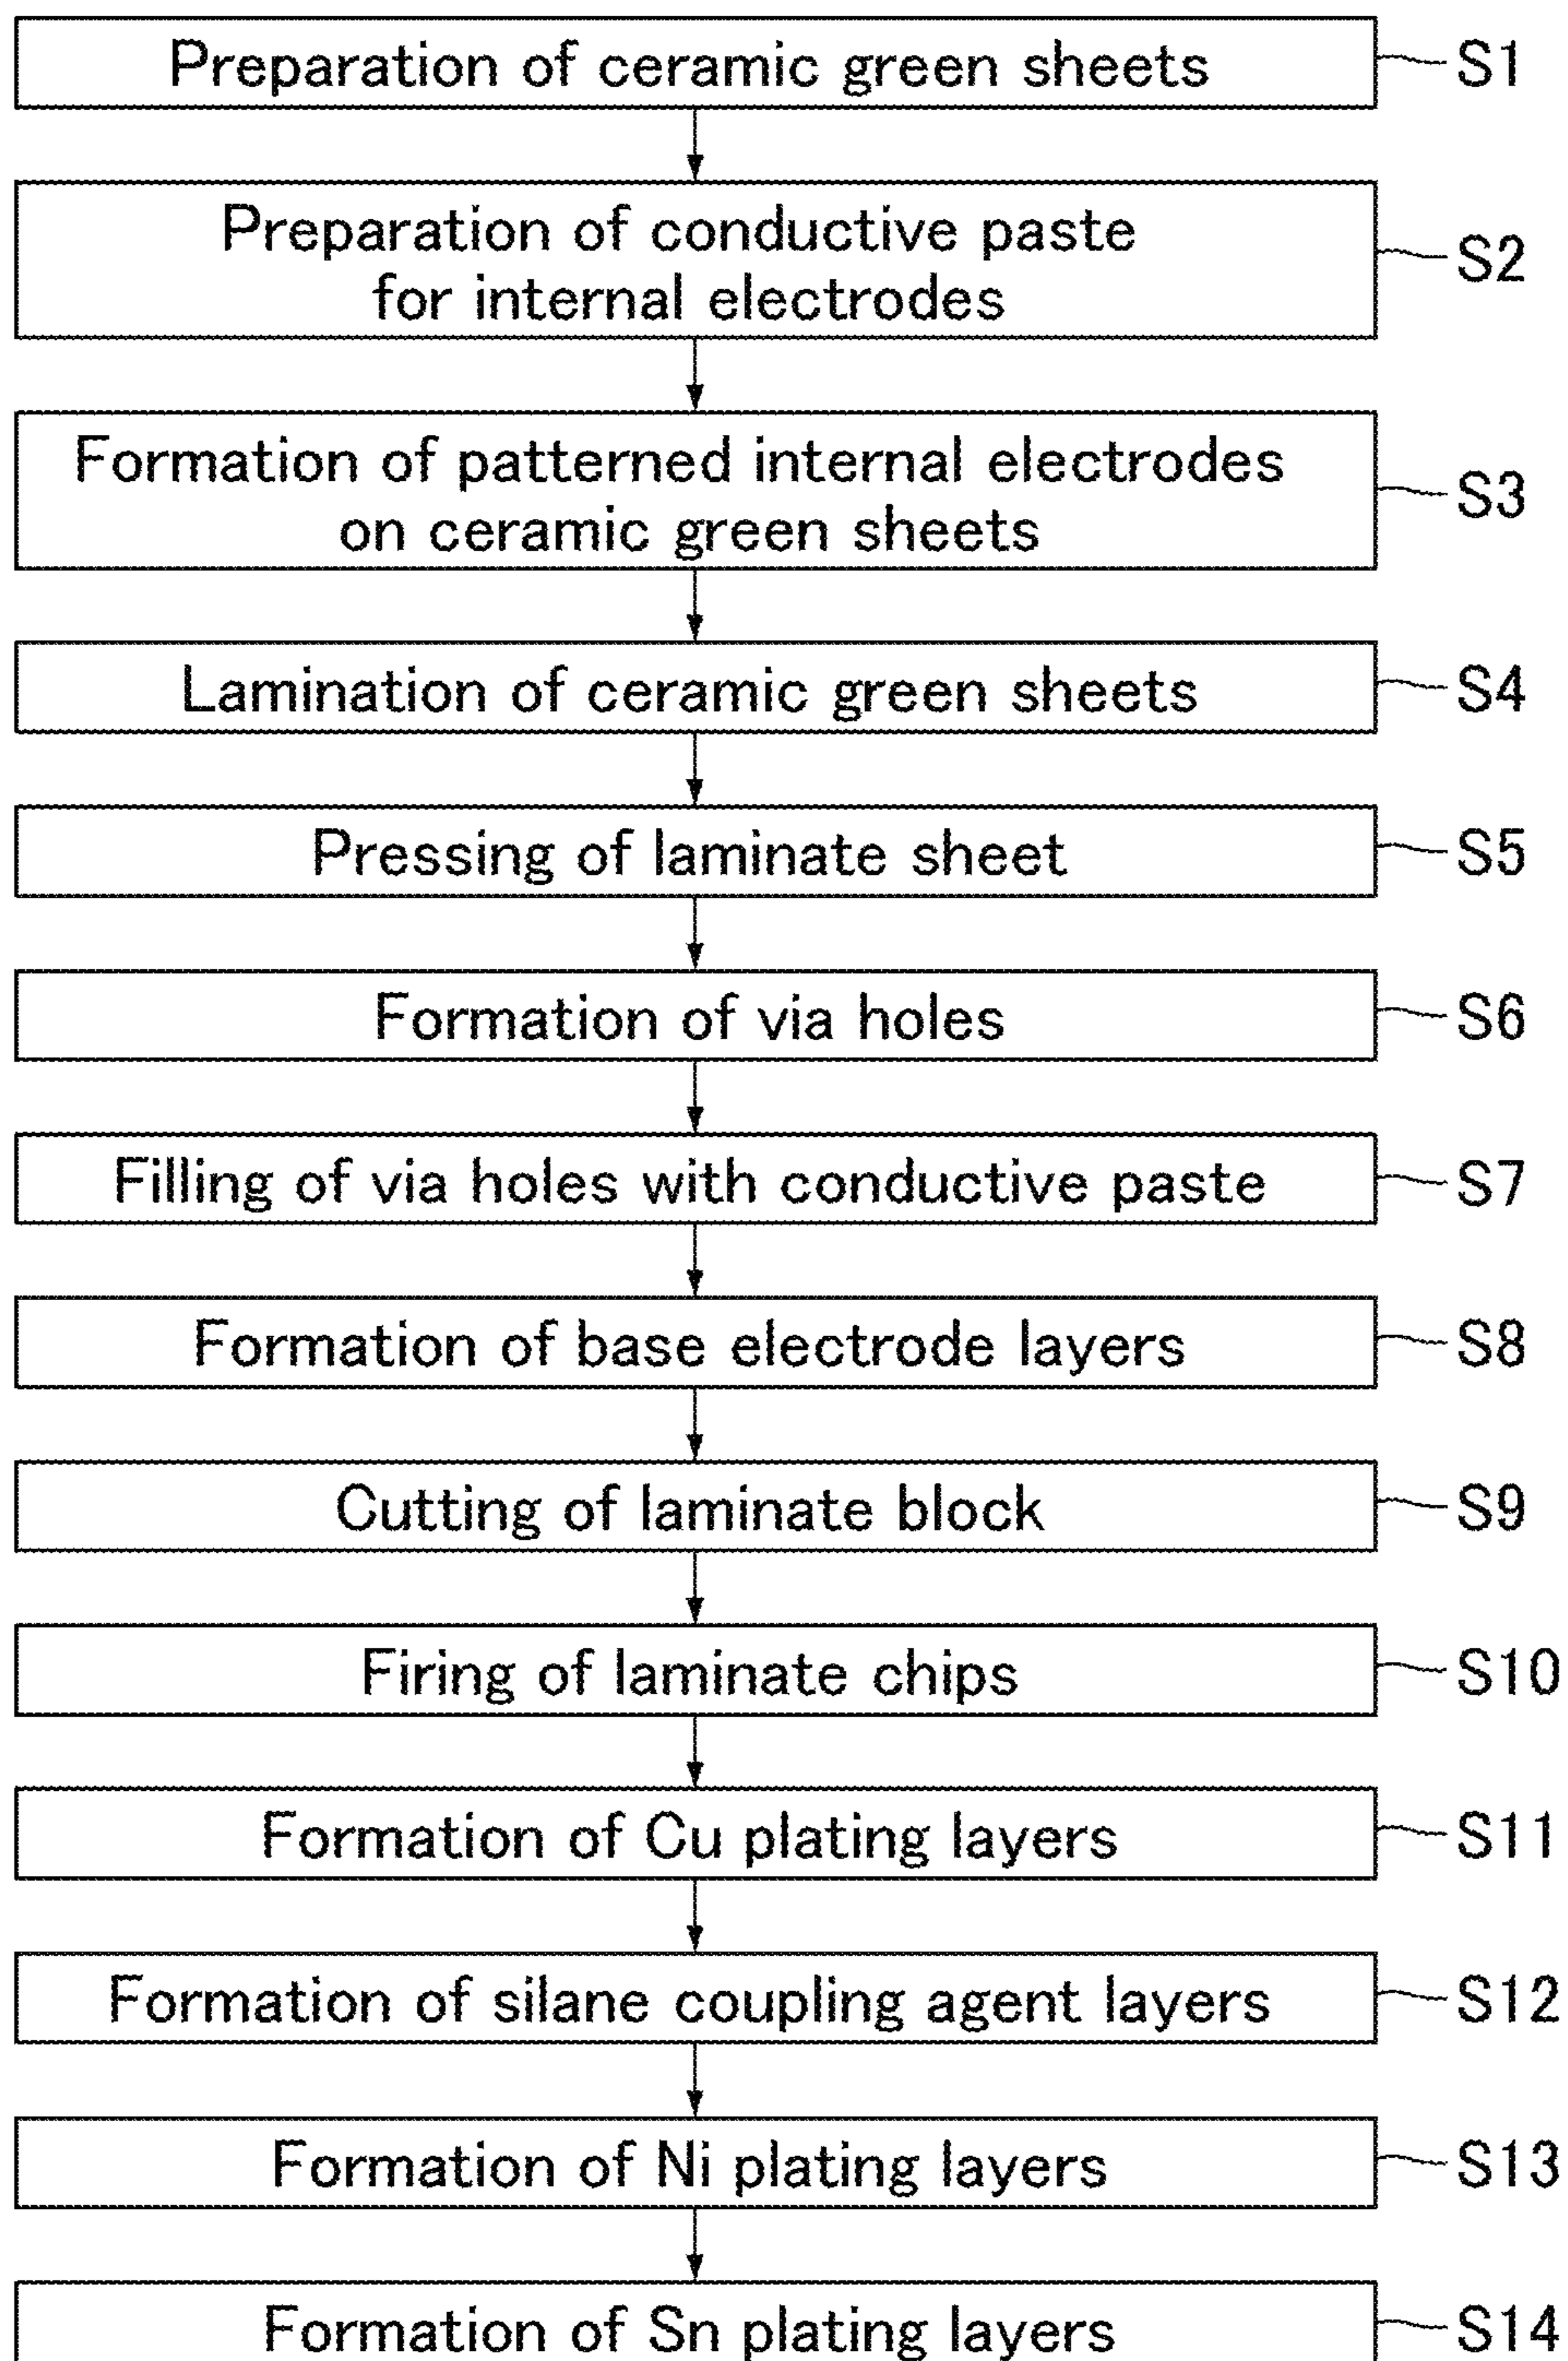 Preparation of ceramic green sheets S1
Preparation of conductive paste
for internal electrodes S2
Formation of patterned internal electrodes
on ceramic green sheets S3
Lamination of ceramic green sheets S4
Pressing of laminate sheet S5
Formation of via holes S6
Filling of via holes with conductive paste S7
Formation of base electrode layers S8
Cutting of laminate block S9
Firing of laminate chips S10
Formation of Cu plating layers S11
Formation of silane coupling agent layers S12
Formation of Ni plating layers S13
Formation of Sn plating layers S14